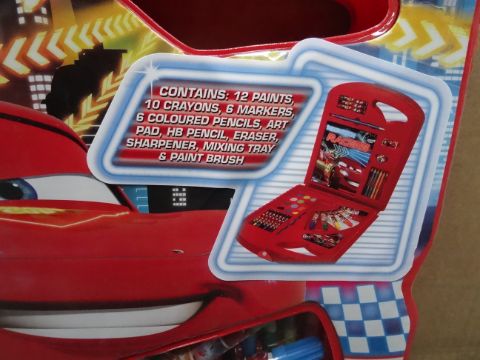 CONTAINS: 12 PAINTS,
10 CRAYONS, 6 MARKERS,
6 COLOURED PENCILS, ART
PAD, HB PENCIL, ERASER,
SHARPENER, MIXING TRAY
& PAINT BRUSH